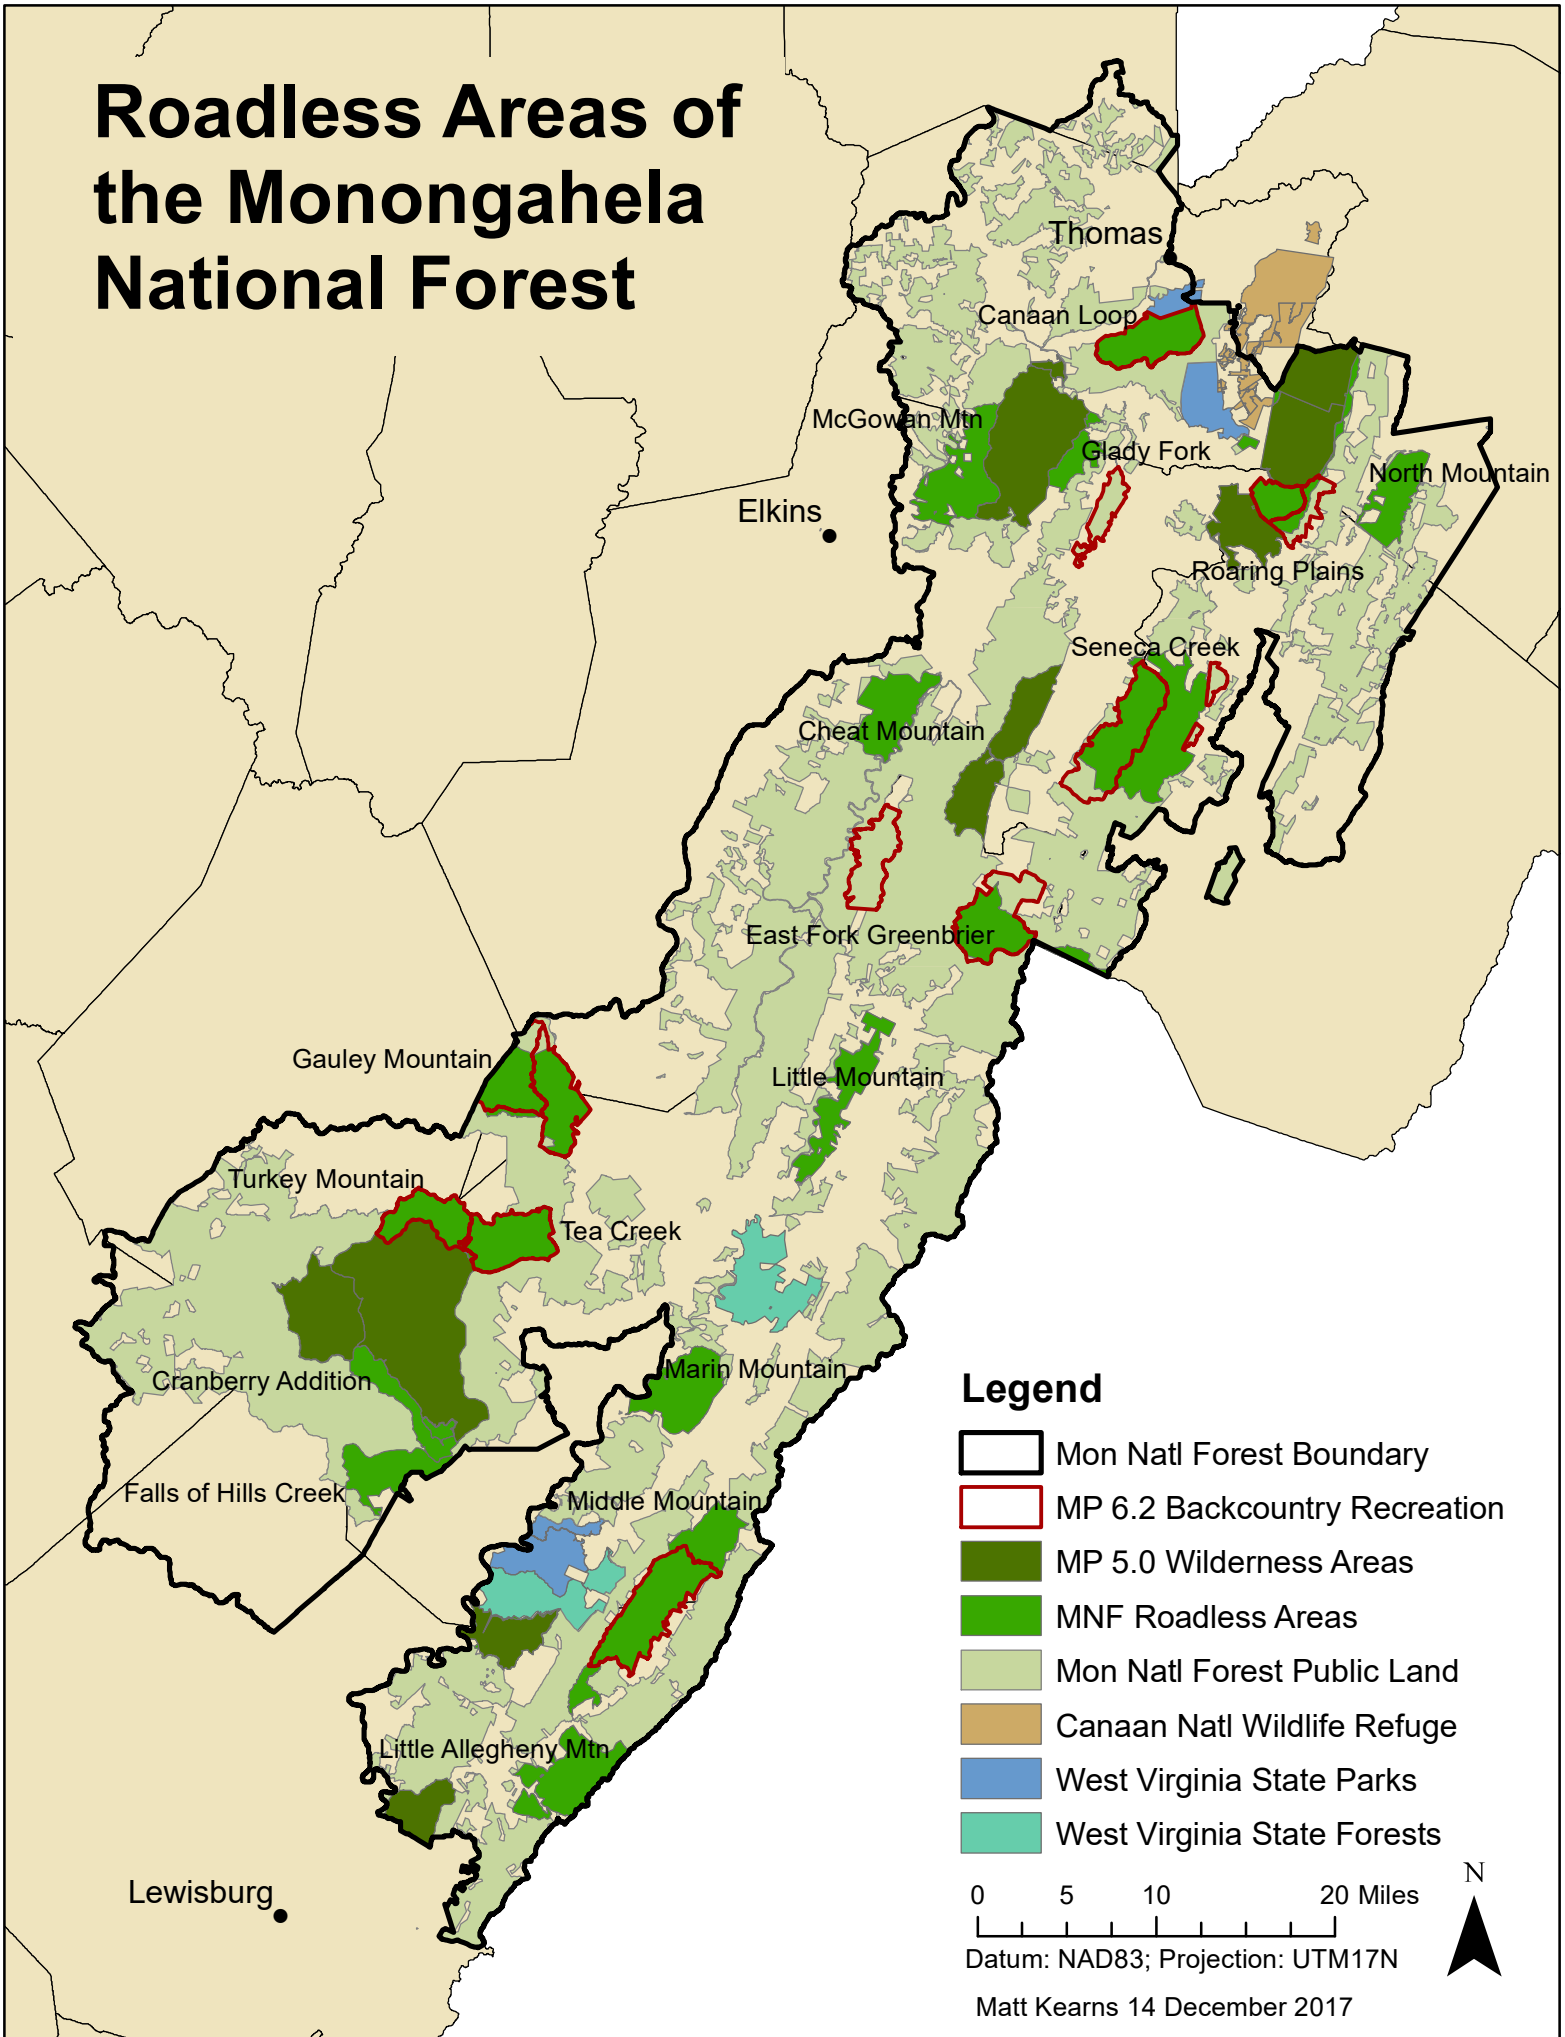 Roadless Areas of
the Monongahela
National Forest
Thomas
Canaan Loop
McGowan Mtn
Glady Fork
North Mountain
Elkins
Roaring Plains
Seneca Creek
Cheat Mountain
East Fork Greenbrier
Gauley Mountain
Little Mountain
Turkey Mountain
Tea Creek
Marin Mountain
Cranberry Addition
Falls of Hills Creek
Middle Mountain
Little Allegheny Mtn
Lewisburg
Legend
Mon Natl Forest Boundary
MP 6.2 Backcountry Recreation
MP 5.0 Wilderness Areas
MNF Roadless Areas
Mon Natl Forest Public Land
Canaan Natl Wildlife Refuge
West Virginia State Parks
West Virginia State Forests
N
0 5 10 20 Miles
Datum: NAD83; Projection: UTM17N
Matt Kearns 14 December 2017